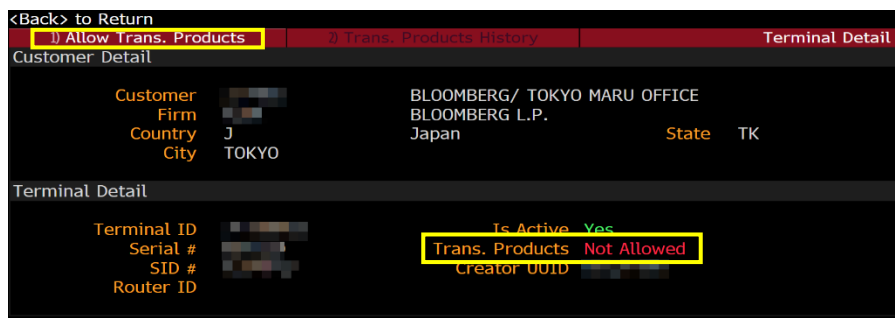 <Back> to Return
1) Allow Trans. Products 2) Trans. Products History Terminal Detail
Customer Detail
Customer BLOOMBERG/ TOKYO MARU OFFICE
Firm BLOOMBERG L.P.
Country J Japan State TK
City TOKYO
Terminal Detail
Terminal ID Is Active Yes
Serial # Trans. Products Not Allowed
SID # Creator UUID
Router ID